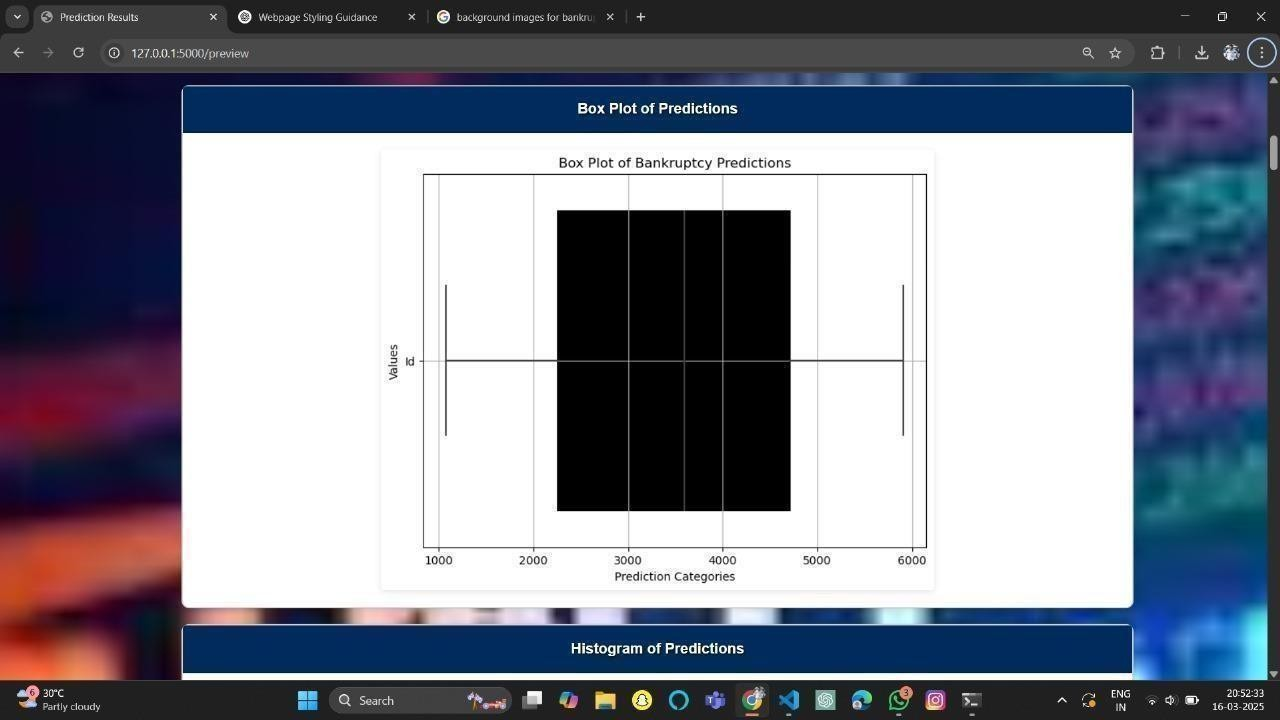 Prediction Results
Webpage Styling Guidance
background images for bankru
127.0.0.1:5000/preview
Box Plot of Predictions
Box Plot of Bankruptcy Predictions
Values
Id
1000 2000 3000 4000 5000 6000
Prediction Categories
Histogram of Predictions
6
30°C
Partly cloudy
Search
3
ENG
IN
20:52:33
16-03-2025